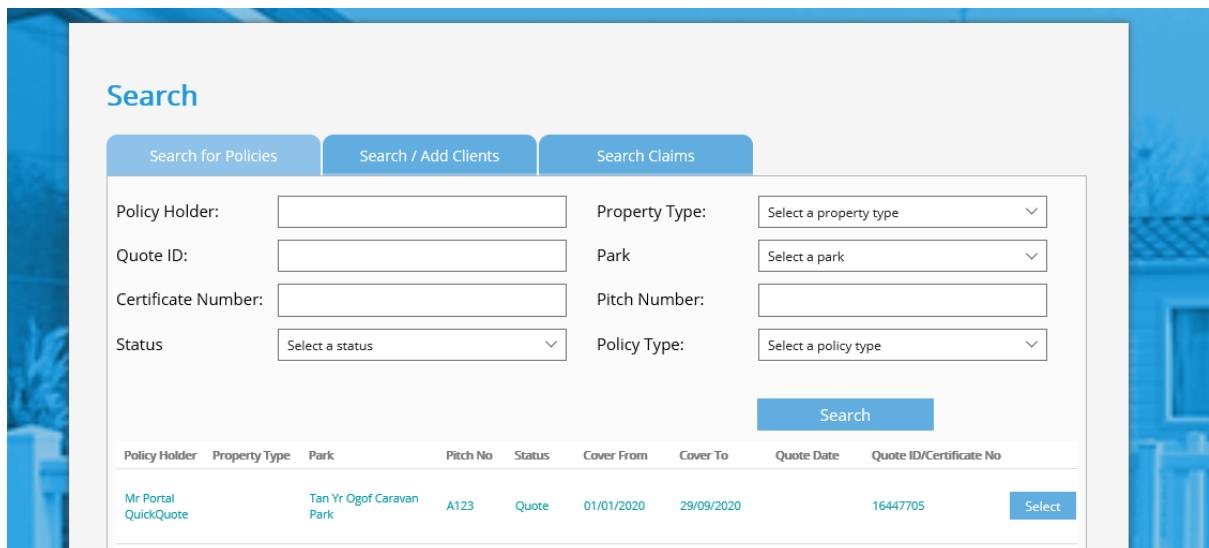 Search
Search for Policies Search / Add Clients Search Claims
Policy Holder: Property Type: Select a property type
Quote ID: Park Select a park
Certificate Number: Pitch Number:
Status Select a status Policy Type: Select a policy type
Search
Policy Holder Property Type Park Pitch No Status Cover From Cover To Quote Date Quote ID/Certificate No
Mr Portal Tan Yr Ogof Caravan
QuickQuote Park A123 Quote 01/01/2020 29/09/2020 16447705 Select